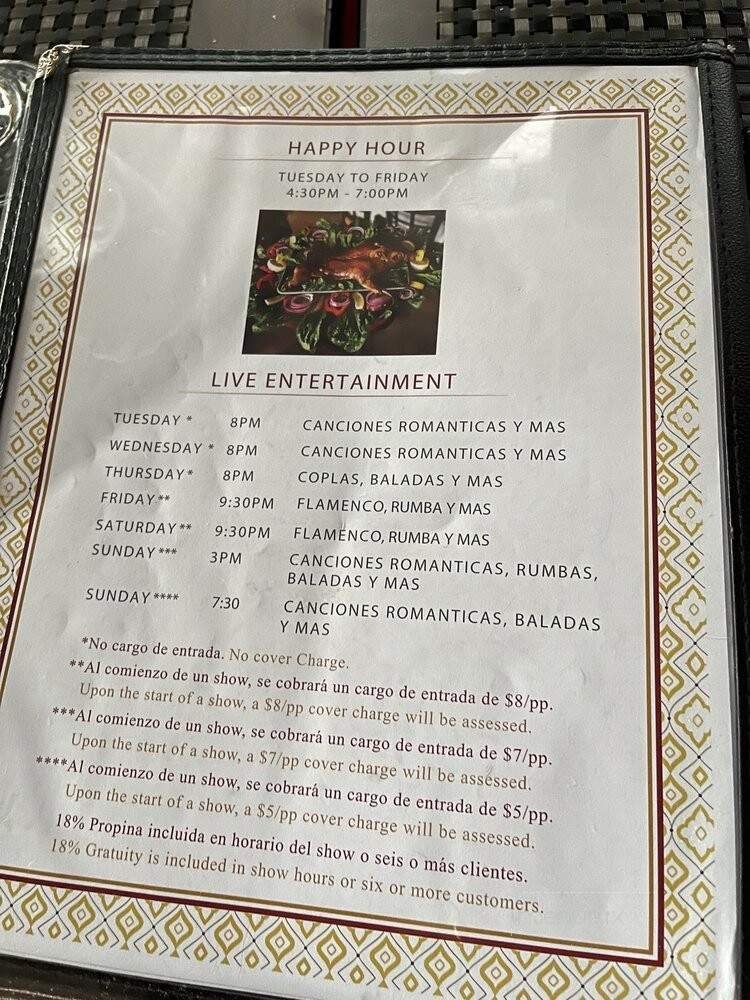 HAPPY HOUR
TUESDAY TO FRIDAY
4:30PM - 7:00PM
LIVE ENTERTAINMENT
TUESDAY * 8PM CANCIONES ROMANTICAS Y MAS
WEDNESDAY * 8PM CANCIONES ROMANTICAS Y MAS
THURSDAY* 8PM COPLAS, BALADAS Y MAS
FRIDAY** 9:30PM FLAMENCO, RUMBA Y MAS
SATURDAY** 9:30PM FLAMENCO, RUMBA Y MAS
SUNDAY*** 3PM CANCIONES ROMANTICAS, RUMBAS,
BALADAS Y MAS
SUNDAY**** 7:30 CANCIONES ROMANTICAS, BALADAS
Y MAS
*No cargo de entrada. No cover Charge.
**Al comienzo de un show, se cobrará un cargo de entrada de $8/pp.
Upon the start of a show, a $8/pp cover charge will be assessed.
***Al comienzo de un show, se cobrará un cargo de entrada de $7/pp.
Upon the start of a show, a $7/pp cover charge will be assessed.
****Al comienzo de un show, se cobrará un cargo de entrada de $5/pp.
Upon the start of a show, a $5/pp cover charge will be assessed.
18% Propina incluida en horario del show o seis o más clientes.
18% Gratuity is included in show hours or six or more customers.